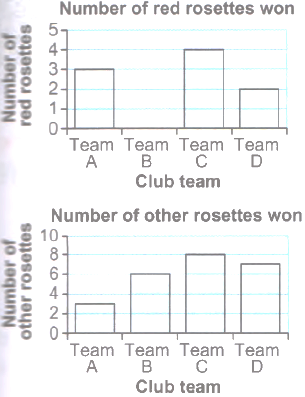 Number of red rosettes won
Number of
red rosettes
5
4
3
2
1
0
Team Team Team Team
A B C D
Club team
Number of other rosettes won
Number of
other rosettes
10
8
6
4
2
0
Team Team Team Team
A B C D
Club team